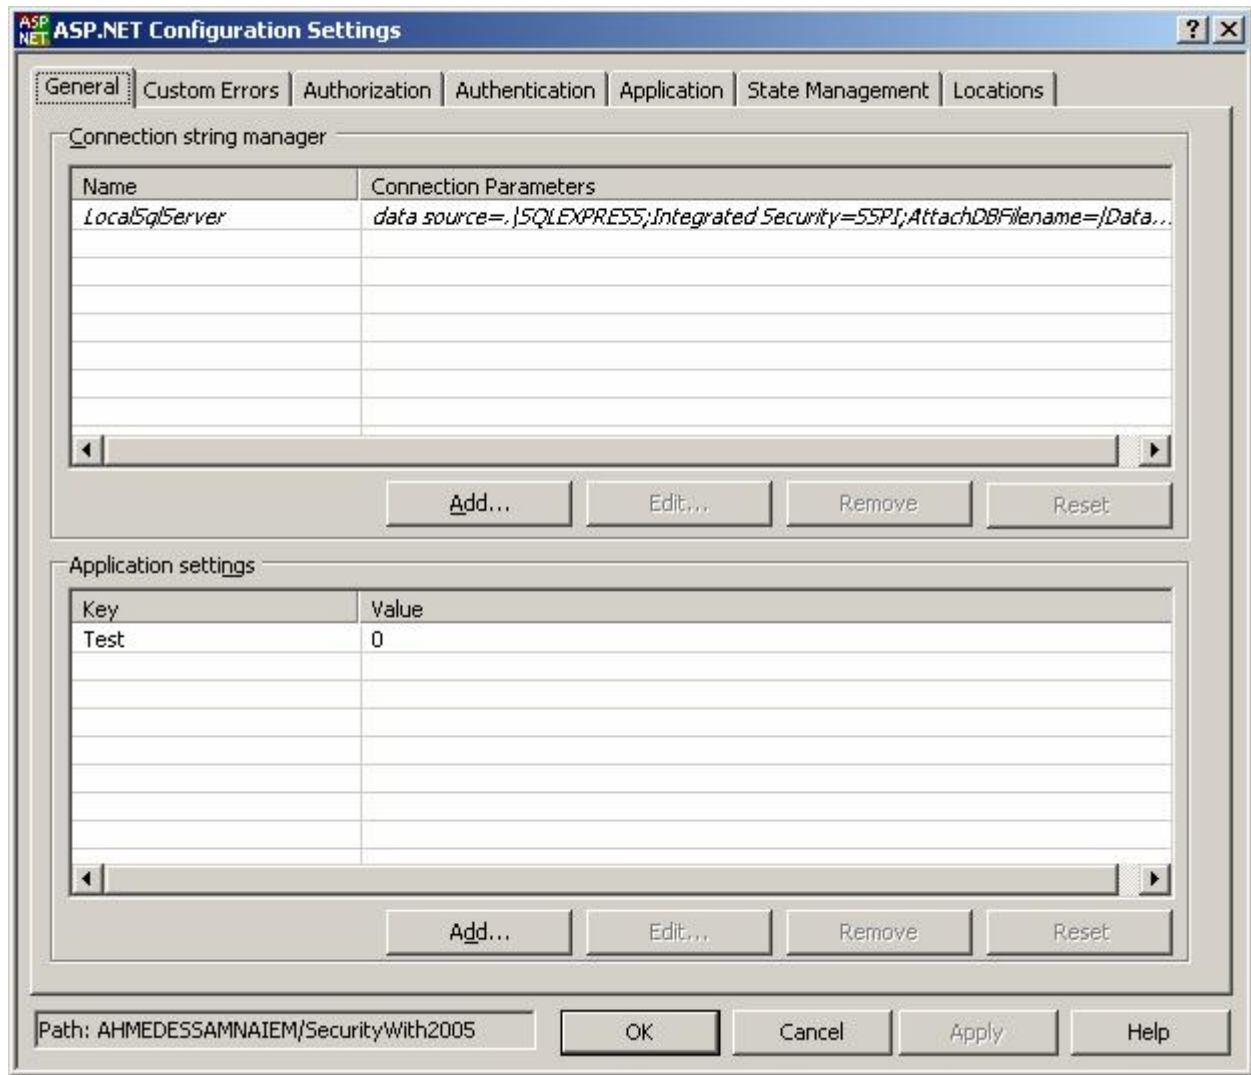 ASP NET ASP.NET Configuration Settings
General Custom Errors Authorization Authentication Application State Management Locations
Connection string manager
Name Connection Parameters
LocalSqlServer data source=.\SQLEXPRESS;Integrated Security=SSPI;AttachDBFilename=|Data...
Add... Edit... Remove Reset
Application settings
Key Value
Test 0
Add... Edit... Remove Reset
Path: AHMEDESSAMNAIEM/SecurityWith2005 OK Cancel Apply Help